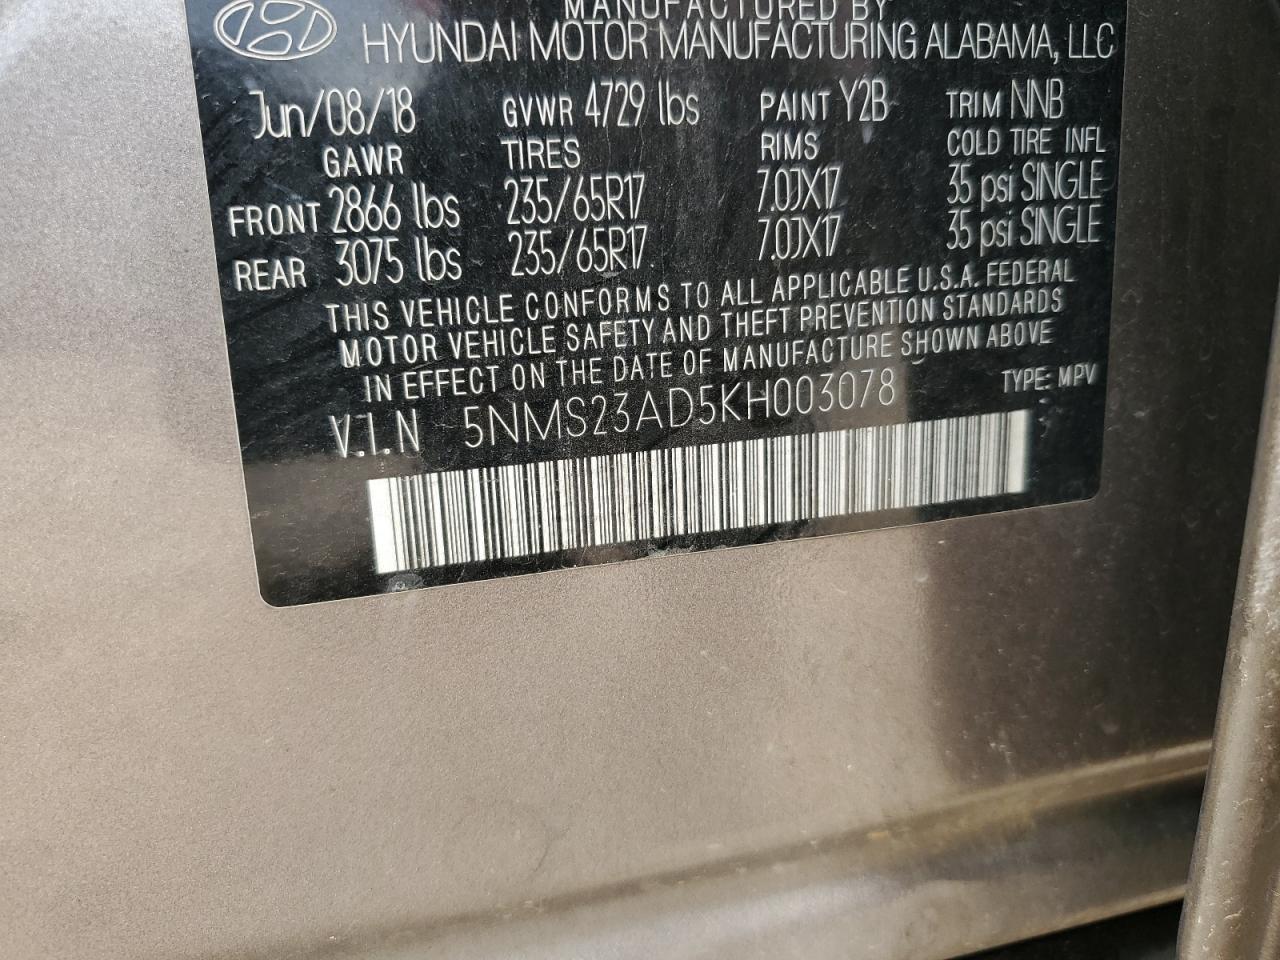 MANUFACTURED BY
HYUNDAI MOTOR MANUFACTURING ALABAMA, LLC
Jun/08/18 GVWR 4729 lbs PAINT Y2B TRIM NNB
GAWR TIRES RIMS COLD TIRE INFL
FRONT 2866 lbs 235/65R17 7.0JX17 35 psi SINGLE
REAR 3075 lbs 235/65R17 7.0JX17 35 psi SINGLE
THIS VEHICLE CONFORMS TO ALL APPLICABLE U.S.A. FEDERAL
MOTOR VEHICLE SAFETY AND THEFT PREVENTION STANDARDS
IN EFFECT ON THE DATE OF MANUFACTURE SHOWN ABOVE
V.I.N 5NMS23AD5KH003078 TYPE: MPV